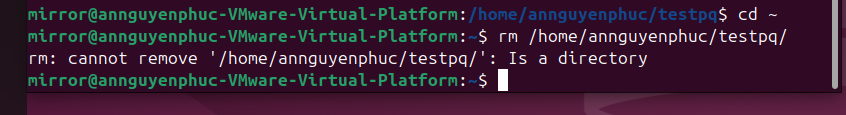 mirror@annguyenphuc-VMware-Virtual-Platform:/home/annguyenphuc/testpq$ cd ~
mirror@annguyenphuc-VMware-Virtual-Platform:~$ rm /home/annguyenphuc/testpq/
rm: cannot remove '/home/annguyenphuc/testpq/': Is a directory
mirror@annguyenphuc-VMware-Virtual-Platform:~$